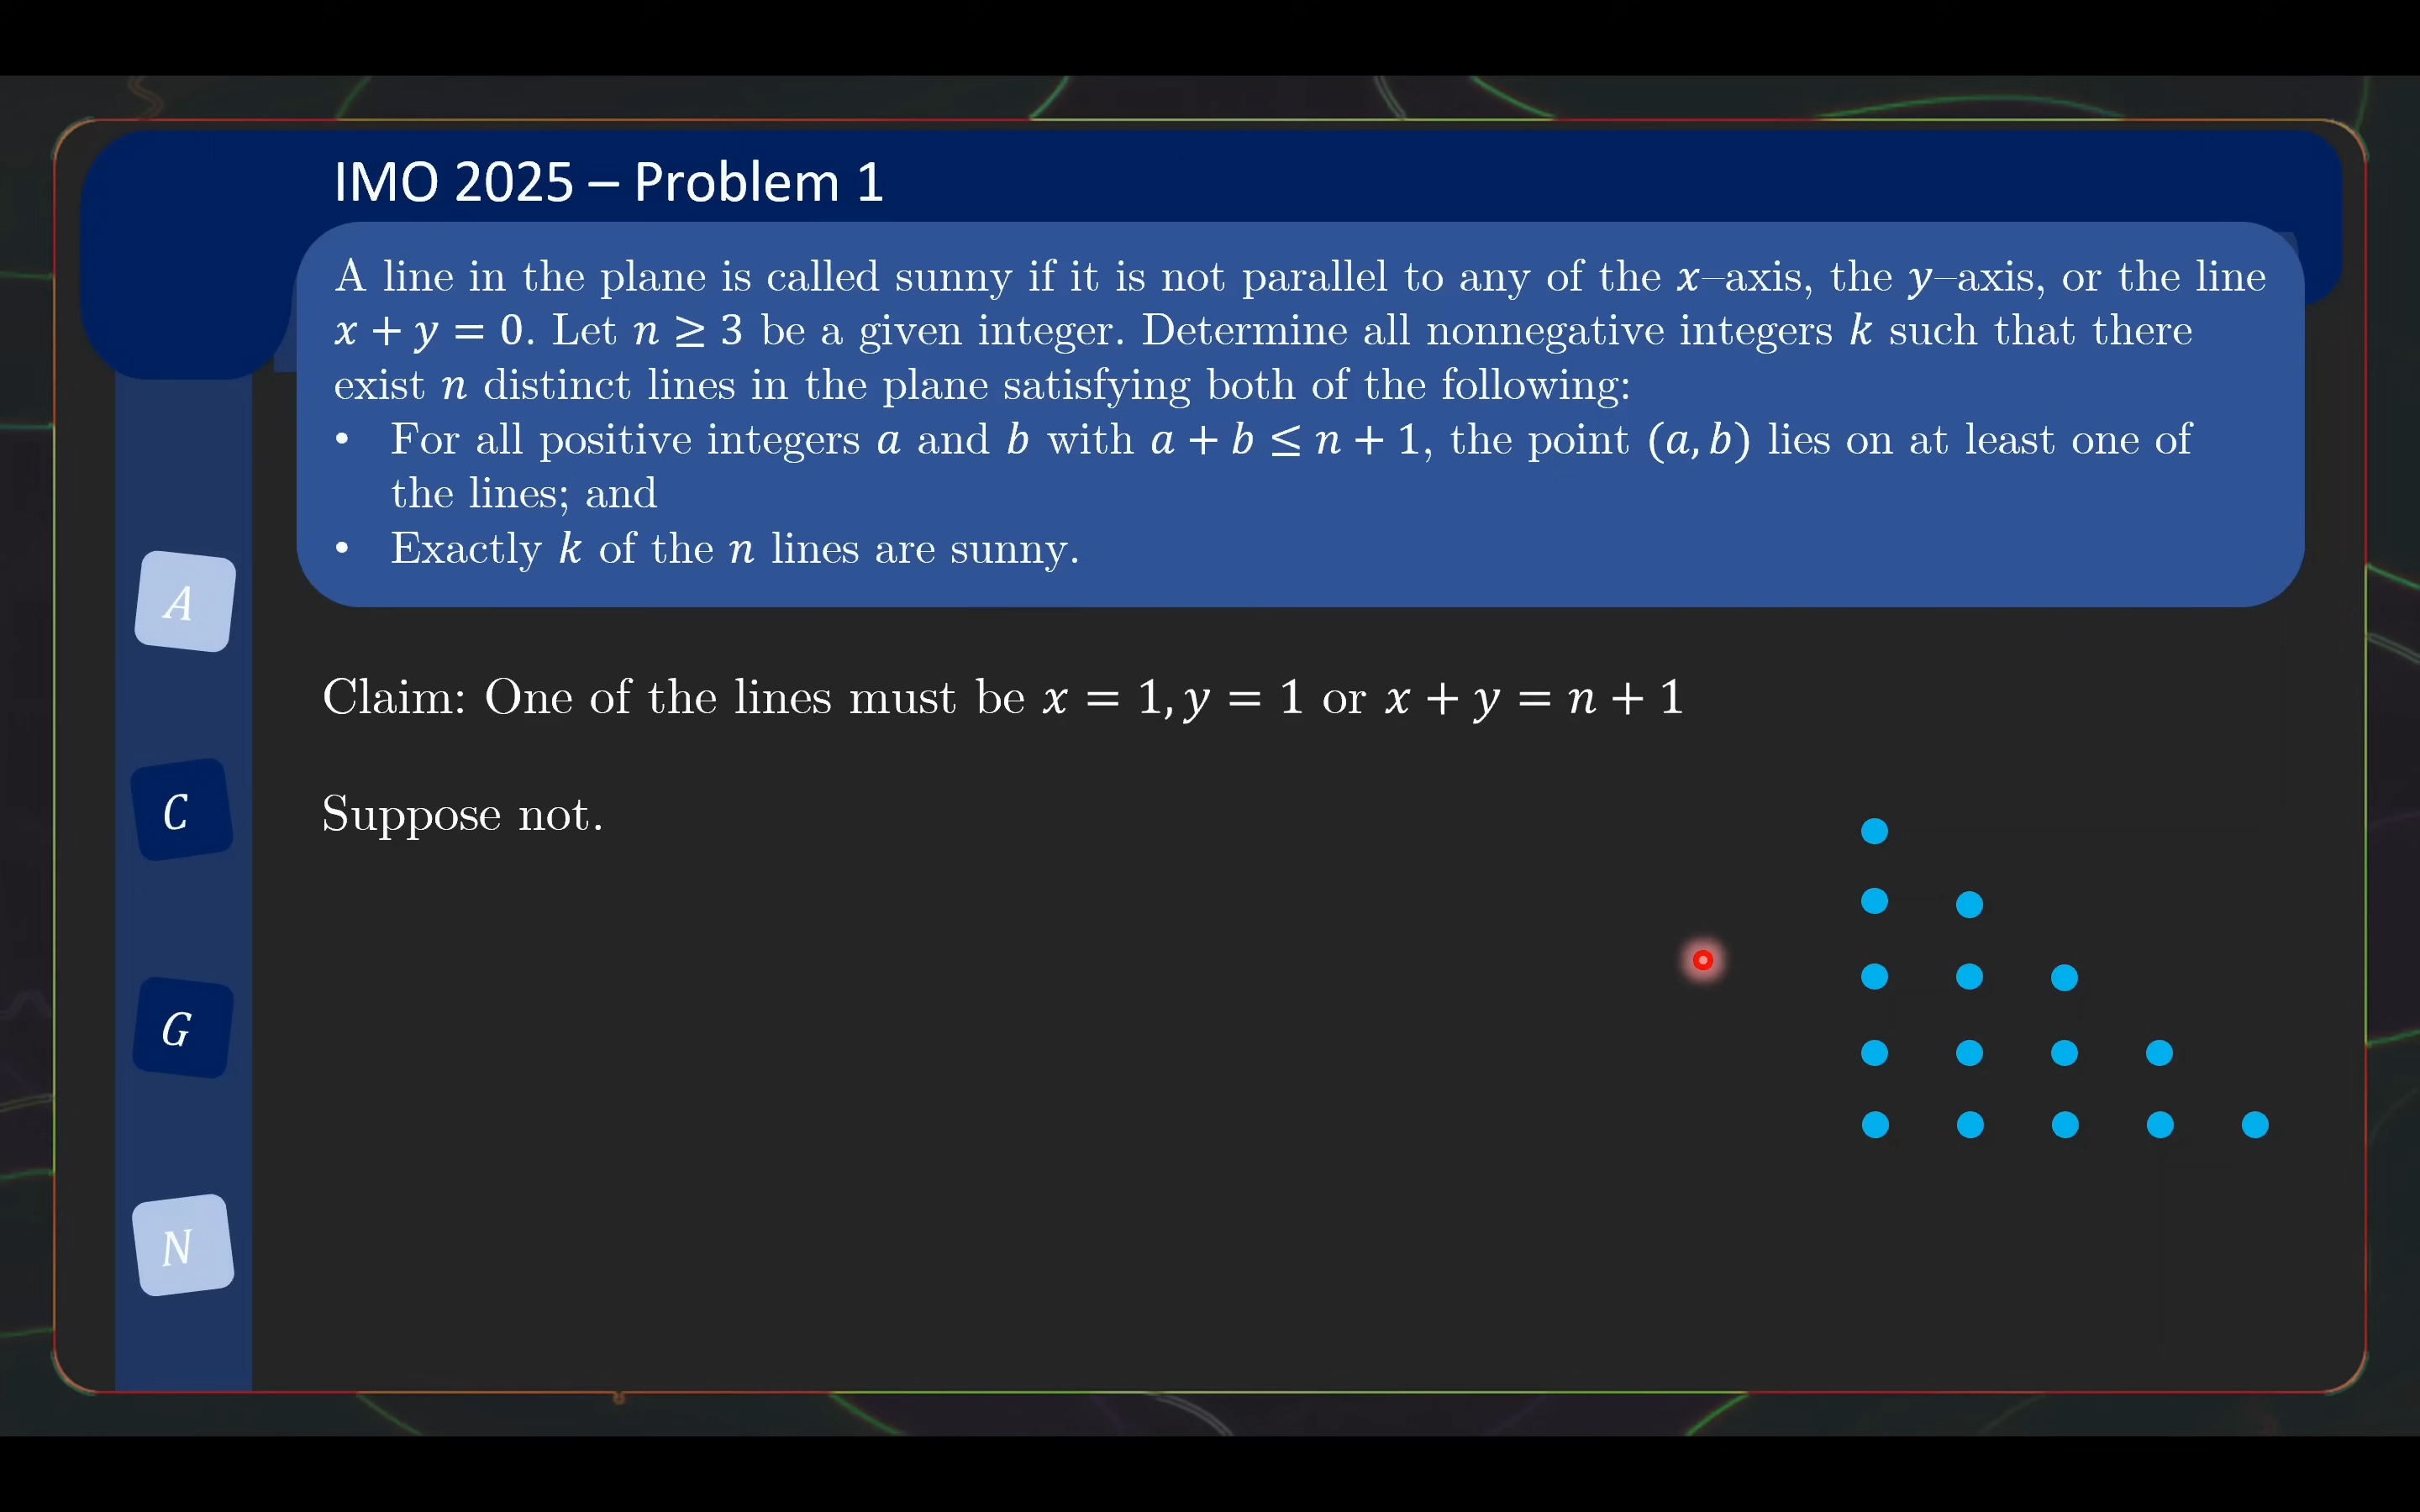 IMO 2025 – Problem 1
A line in the plane is called sunny if it is not parallel to any of the x–axis, the y–axis, or the line
x + y = 0. Let n ≥ 3 be a given integer. Determine all nonnegative integers k such that there
exist n distinct lines in the plane satisfying both of the following:
• For all positive integers a and b with a + b ≤ n + 1, the point (a, b) lies on at least one of
the lines; and
• Exactly k of the n lines are sunny.
A
Claim: One of the lines must be x = 1, y = 1 or x + y = n + 1
C
Suppose not.
G
N